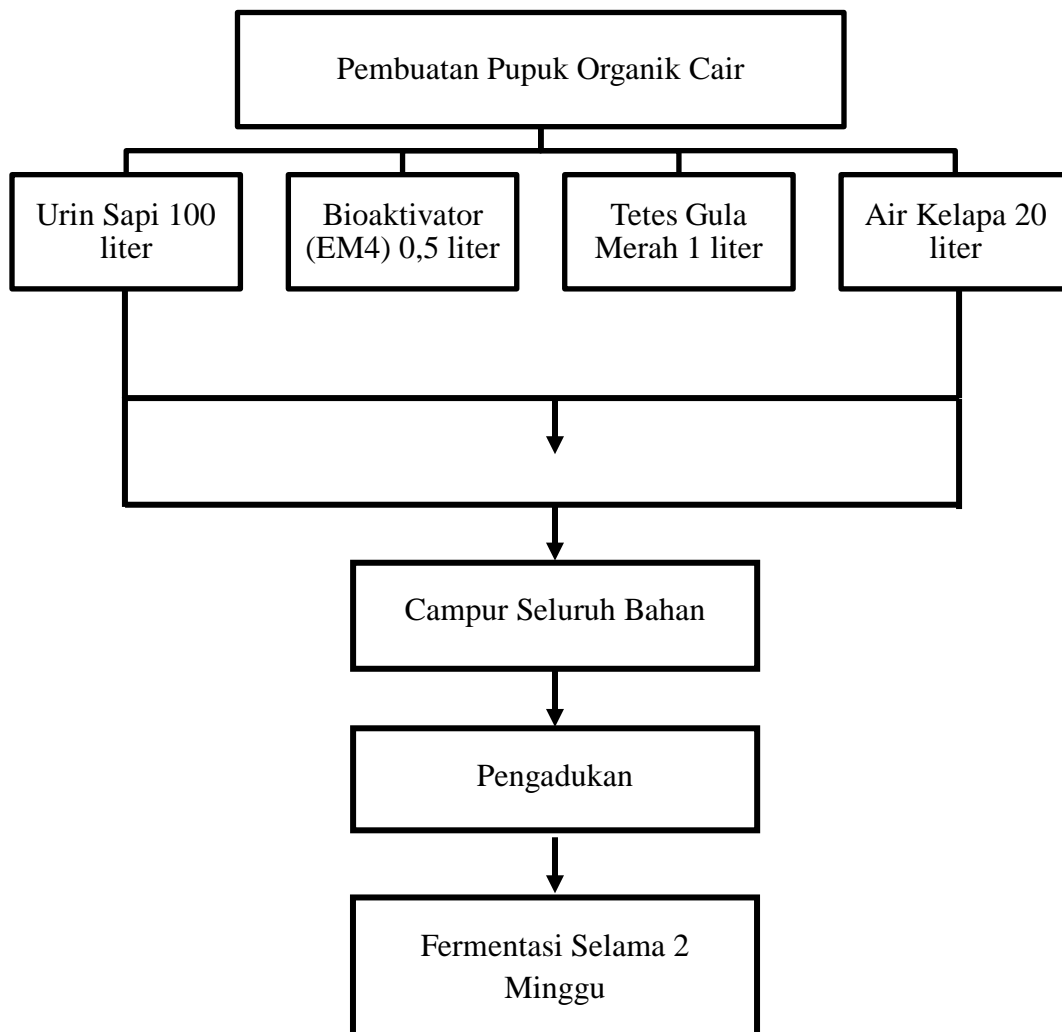 Pembuatan Pupuk Organik Cair
Urin Sapi 100
liter
Bioaktivator
(EM4) 0,5 liter
Tetes Gula
Merah 1 liter
Air Kelapa 20
liter
Campur Seluruh Bahan
Pengadukan
Fermentasi Selama 2
Minggu